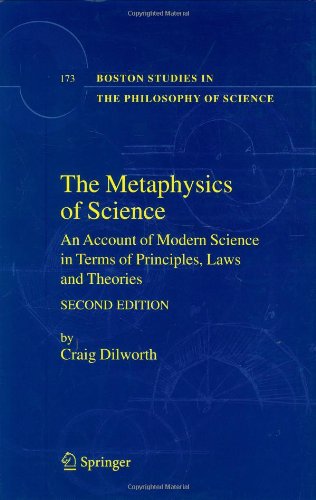 173 BOSTON STUDIES IN
THE PHILOSOPHY OF SCIENCE
The Metaphysics
of Science
An Account of Modern Science
in Terms of Principles, Laws
and Theories
SECOND EDITION
by
Craig Dilworth
Springer